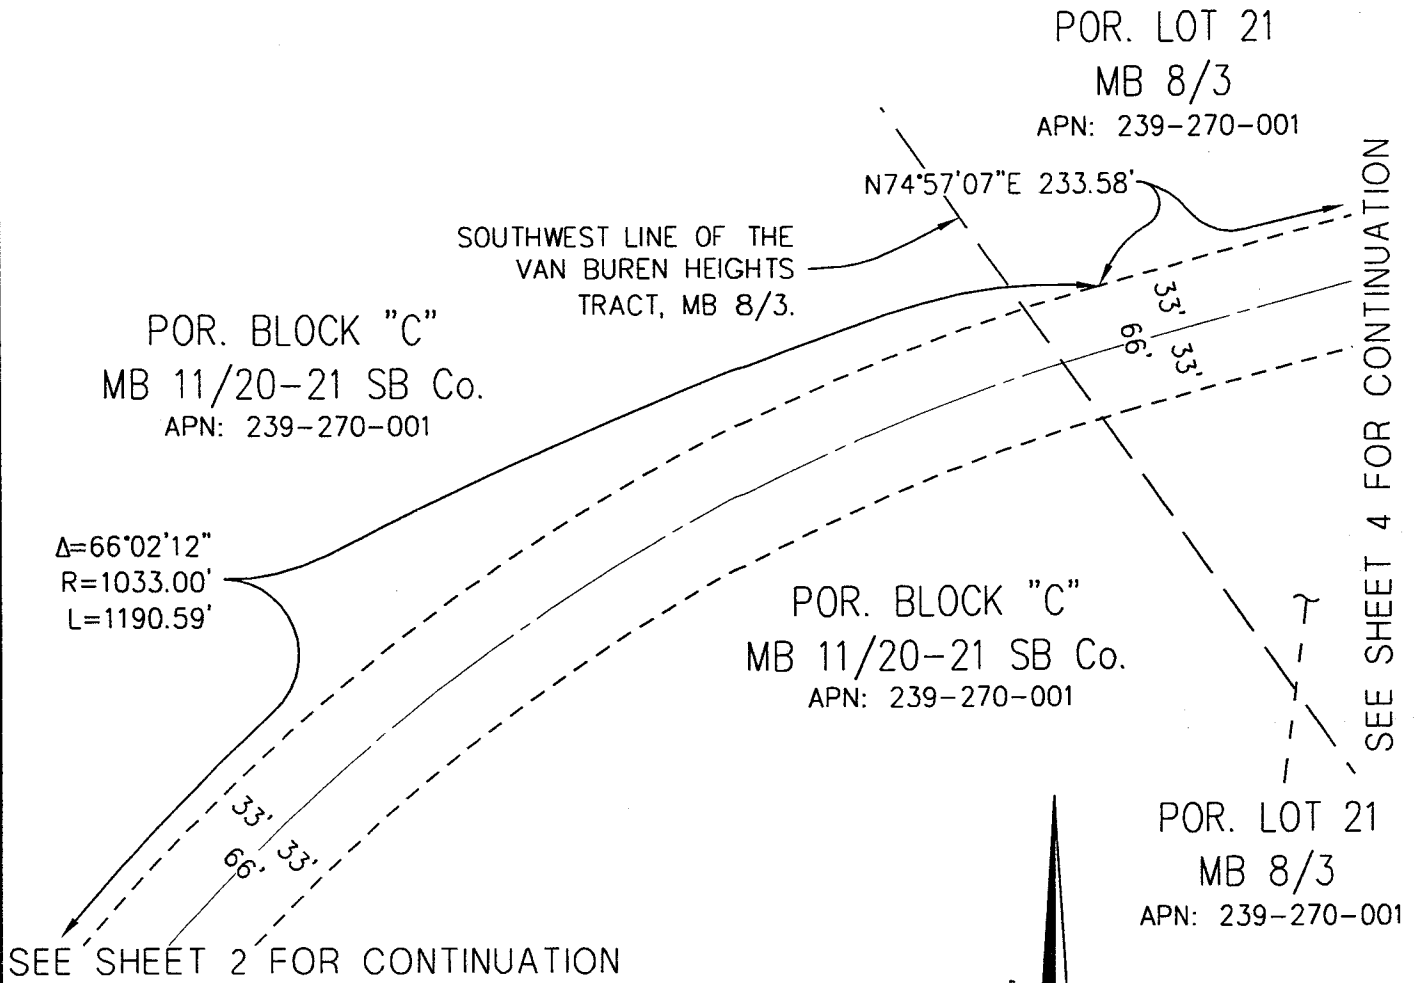 POR. LOT 21
MB 8/3
APN: 239-270-001
N74°57'07"E 233.58'
SOUTHWEST LINE OF THE
VAN BUREN HEIGHTS
TRACT, MB 8/3.
POR. BLOCK "C"
MB 11/20-21 SB Co.
APN: 239-270-001
33'
66'
33'
SEE SHEET 4 FOR CONTINUATION
Δ=66°02'12"
R=1033.00'
L=1190.59'
POR. BLOCK "C"
MB 11/20-21 SB Co.
APN: 239-270-001
33'
66'
33'
POR. LOT 21
MB 8/3
APN: 239-270-001
SEE SHEET 2 FOR CONTINUATION